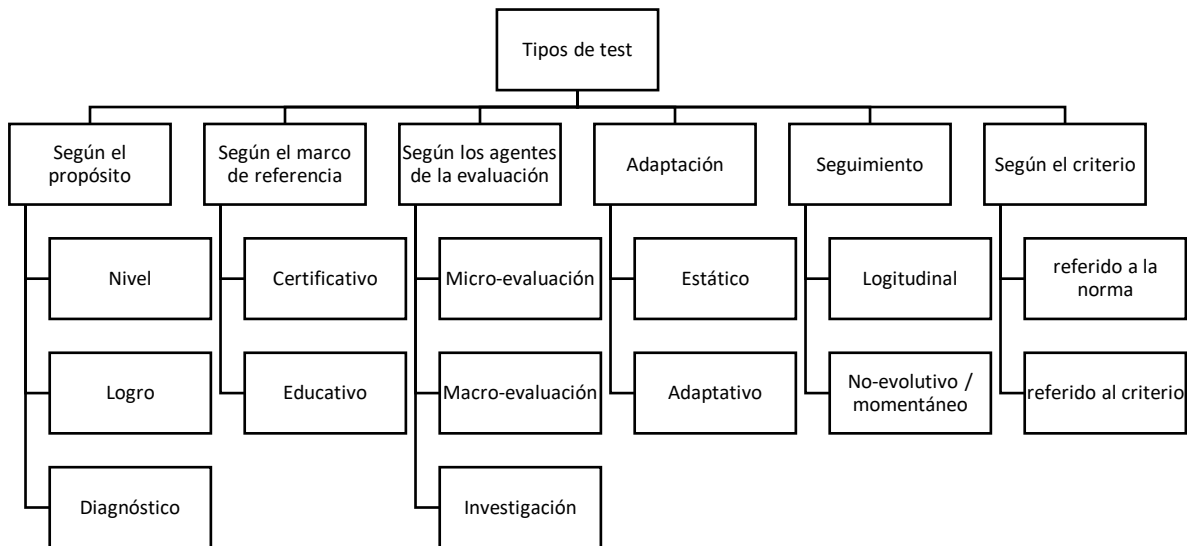 Tipos de test
Según el
propósito
Según el marco
de referencia
Según los agentes
de la evaluación
Adaptación
Seguimiento
Según el criterio
Nivel
Certificativo
Micro-evaluación
Estático
Logitudinal
referido a la
norma
Logro
Educativo
Macro-evaluación
Adaptativo
No-evolutivo /
momentáneo
referido al criterio
Diagnóstico
Investigación